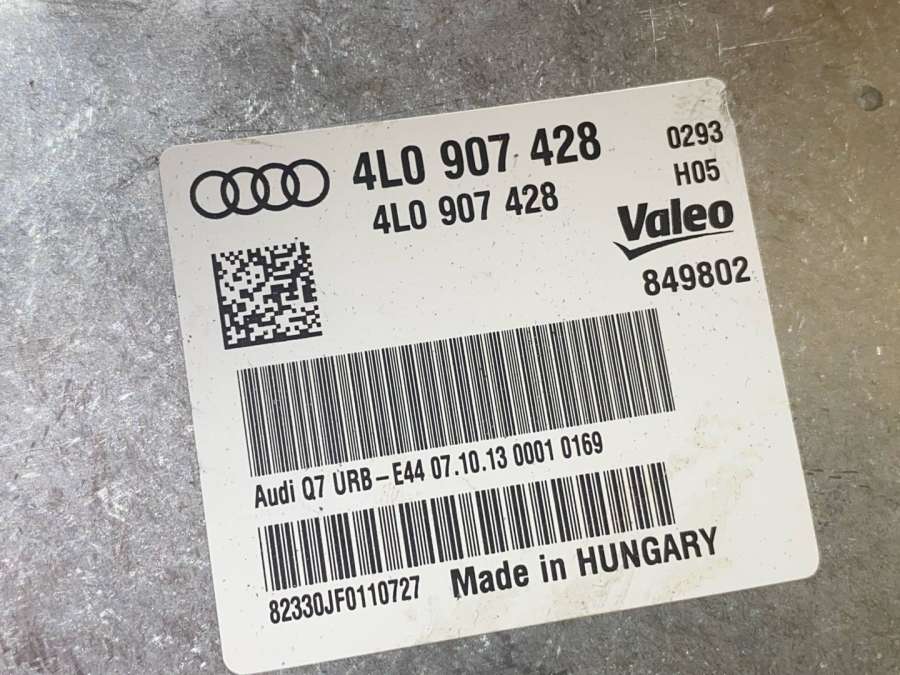 4L0 907 428
4L0 907 428
0293
H05
Valeo
849802
Audi Q7 URB-E44 07.10.13 0001 0169
82330JF0110727
Made in HUNGARY